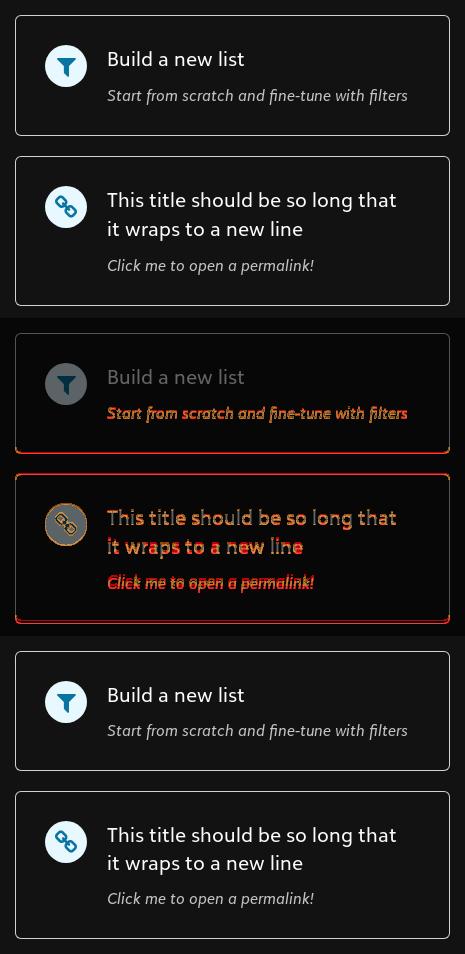 Build a new list
Start from scratch and fine-tune with filters
This title should be so long that
it wraps to a new line
Click me to open a permalink!
Build a new list
Start from scratch and fine-tune with filters
This title should be so long that
it wraps to a new line
Click me to open a permalink!
Build a new list
Start from scratch and fine-tune with filters
This title should be so long that
it wraps to a new line
Click me to open a permalink!